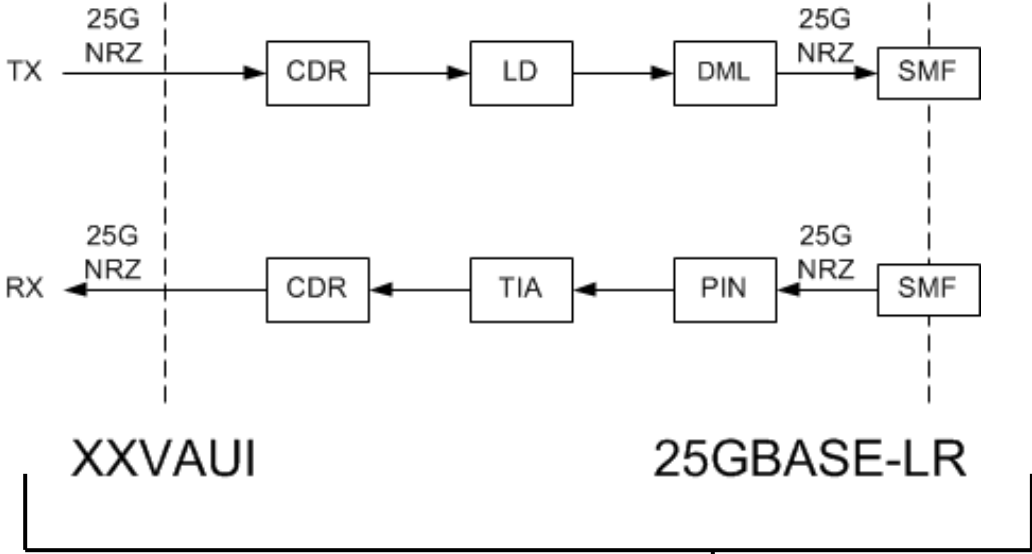 25G
NRZ
25G
NRZ
TX
CDR
LD
DML
SMF
25G
NRZ
25G
NRZ
RX
CDR
TIA
PIN
SMF
XXVAUI
25GBASE-LR